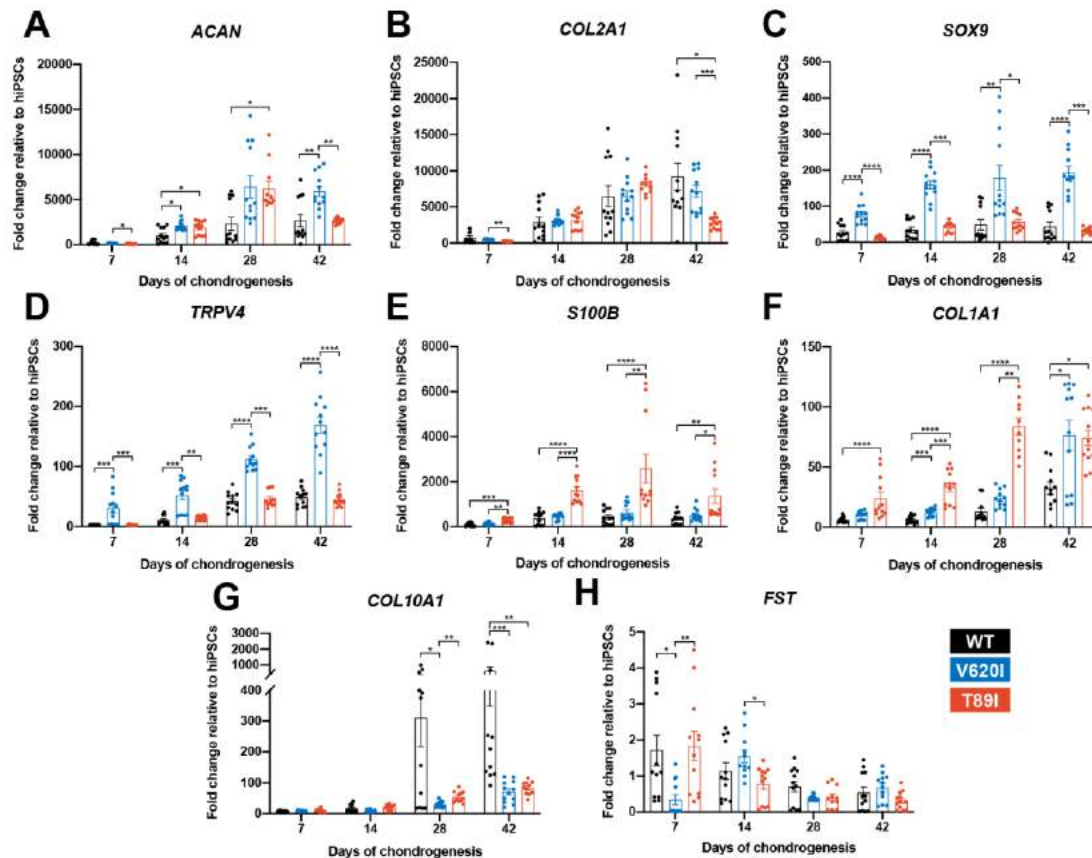 A
ACAN
Fold change relative to hiPSCs
20000
15000
10000
5000
0
* * * * ** **
7 14 28 42
Days of chondrogenesis
B
COL2A1
Fold change relative to hiPSCs
25000
20000
15000
10000
5000
0
** * ***
7 14 28 42
Days of chondrogenesis
C
SOX9
Fold change relative to hiPSCs
500
400
300
200
100
0
**** **** **** *** ** * **** ***
7 14 28 42
Days of chondrogenesis
D
TRPV4
Fold change relative to hiPSCs
300
200
100
0
*** *** *** ** **** *** **** ****
7 14 28 42
Days of chondrogenesis
E
S100B
Fold change relative to hiPSCs
8000
6000
4000
2000
0
*** ** **** **** **** ** ** *
7 14 28 42
Days of chondrogenesis
F
COL1A1
Fold change relative to hiPSCs
150
100
50
0
**** **** *** *** **** ** * *
7 14 28 42
Days of chondrogenesis
G
COL10A1
Fold change relative to hiPSCs
3000
2000
1000
400
300
200
100
0
* ** ** ***
7 14 28 42
Days of chondrogenesis
H
FST
Fold change relative to hiPSCs
5
4
3
2
1
0
* ** *
7 14 28 42
Days of chondrogenesis
WT
V620I
T89I